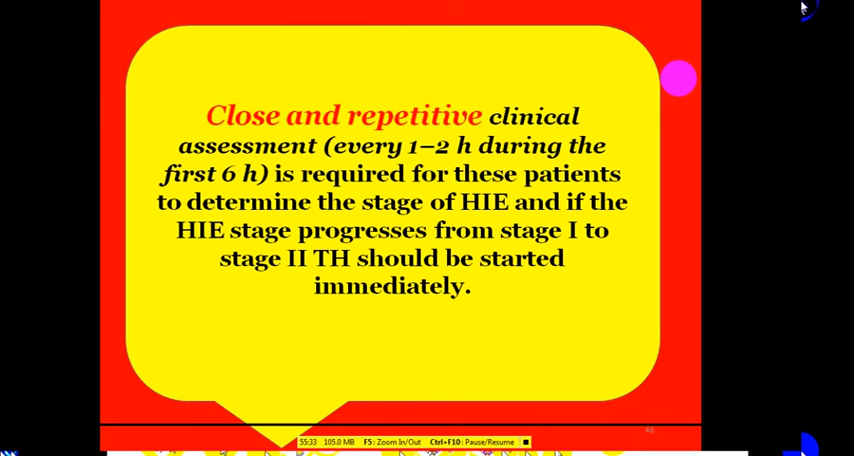 Close and repetitive clinical
assessment (every 1–2 h during the
first 6 h) is required for these patients
to determine the stage of HIE and if the
HIE stage progresses from stage I to
stage II TH should be started
immediately.
46
55:33 105.0 MB F5: Zoom In/Out Ctrl+F10: Pause/Resume